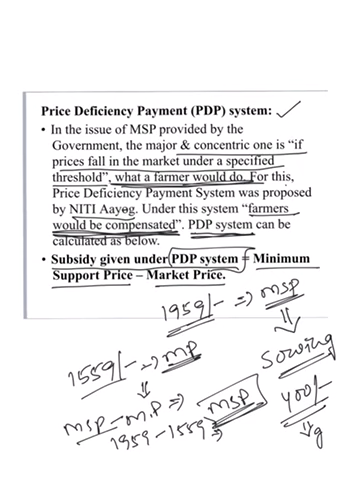 Price Deficiency Payment (PDP) system:
• In the issue of MSP provided by the
Government, the major & concentric one is “if
prices fall in the market under a specified
threshold”, what a farmer would do. For this,
Price Deficiency Payment System was proposed
by NITI Aayog. Under this system “farmers
would be compensated”. PDP system can be
calculated as below.
• Subsidy given under PDP system = Minimum
Support Price – Market Price.
1959/- => MSP
1559/- -> MP
Sowing
MSP - M.P => MSP
400/-
1959 - 1559 =>